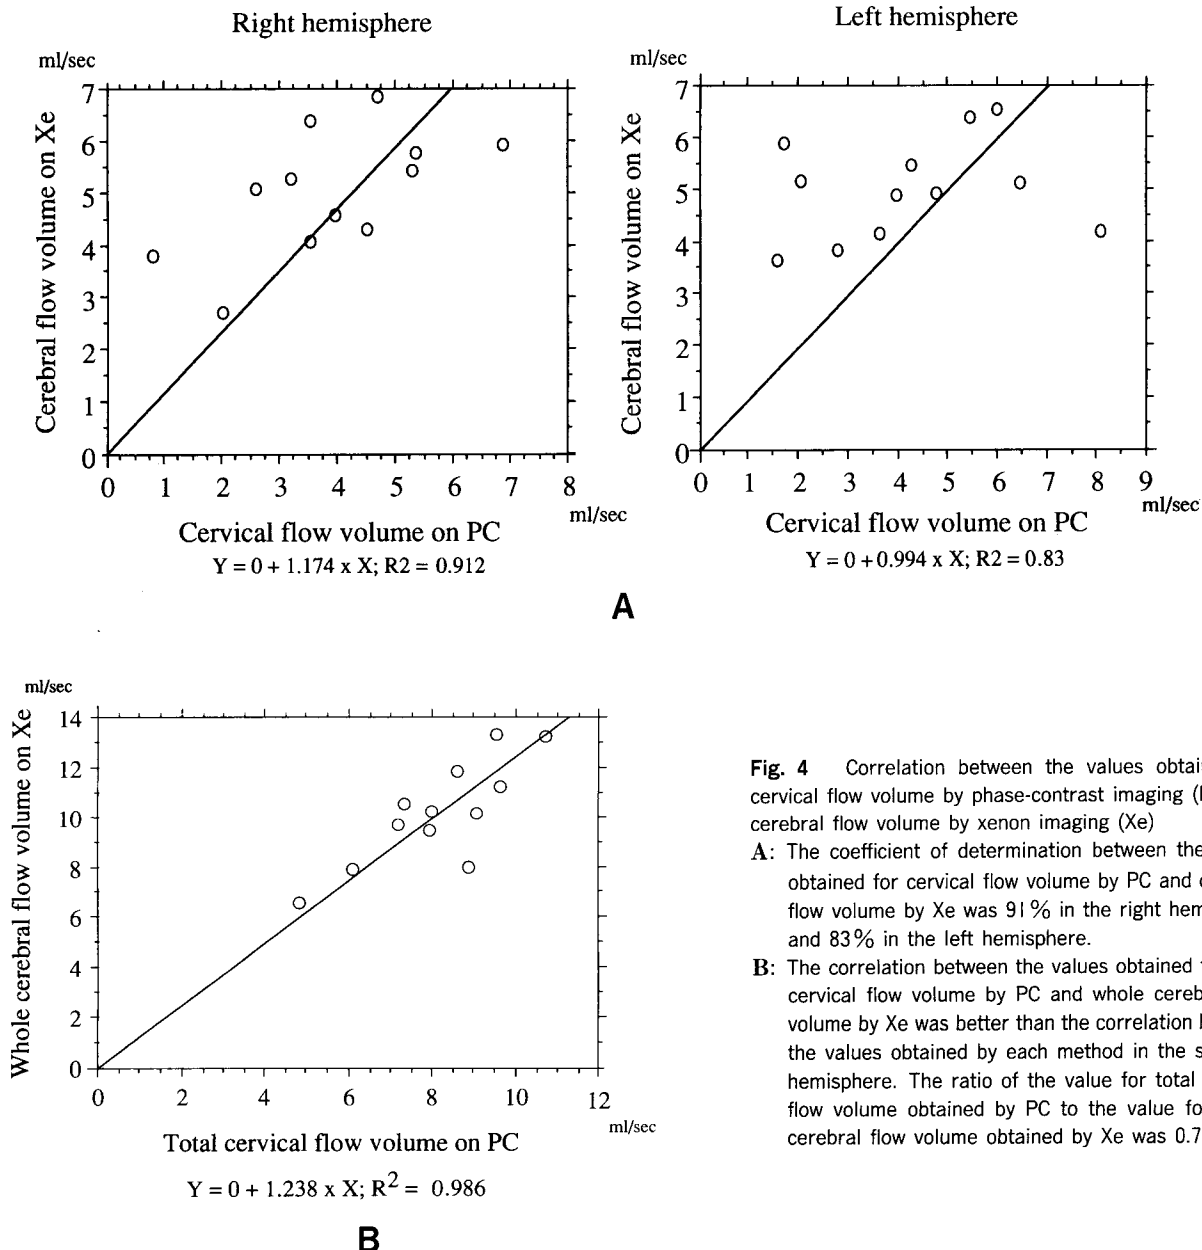 Right hemisphere
ml/sec
Cerebral flow volume on Xe
7
6
5
4
3
2
1
0
0 1 2 3 4 5 6 7 8
ml/sec
Cervical flow volume on PC
Y = 0 + 1.174 x X; R2 = 0.912
Left hemisphere
ml/sec
Cerebral flow volume on Xe
7
6
5
4
3
2
1
0
0 1 2 3 4 5 6 7 8 9
ml/sec
Cervical flow volume on PC
Y = 0 + 0.994 x X; R2 = 0.83
A
ml/sec
Whole cerebral flow volume on Xe
14
12
10
8
6
4
2
0
0 2 4 6 8 10 12
ml/sec
Total cervical flow volume on PC
Y = 0 + 1.238 x X; R² = 0.986
B
Fig. 4 Correlation between the values obtai
cervical flow volume by phase-contrast imaging (
cerebral flow volume by xenon imaging (Xe)
A: The coefficient of determination between the
obtained for cervical flow volume by PC and
flow volume by Xe was 91% in the right hem
and 83% in the left hemisphere.
B: The correlation between the values obtained
cervical flow volume by PC and whole cereb
volume by Xe was better than the correlation
the values obtained by each method in the s
hemisphere. The ratio of the value for total
flow volume obtained by PC to the value fo
cerebral flow volume obtained by Xe was 0.7